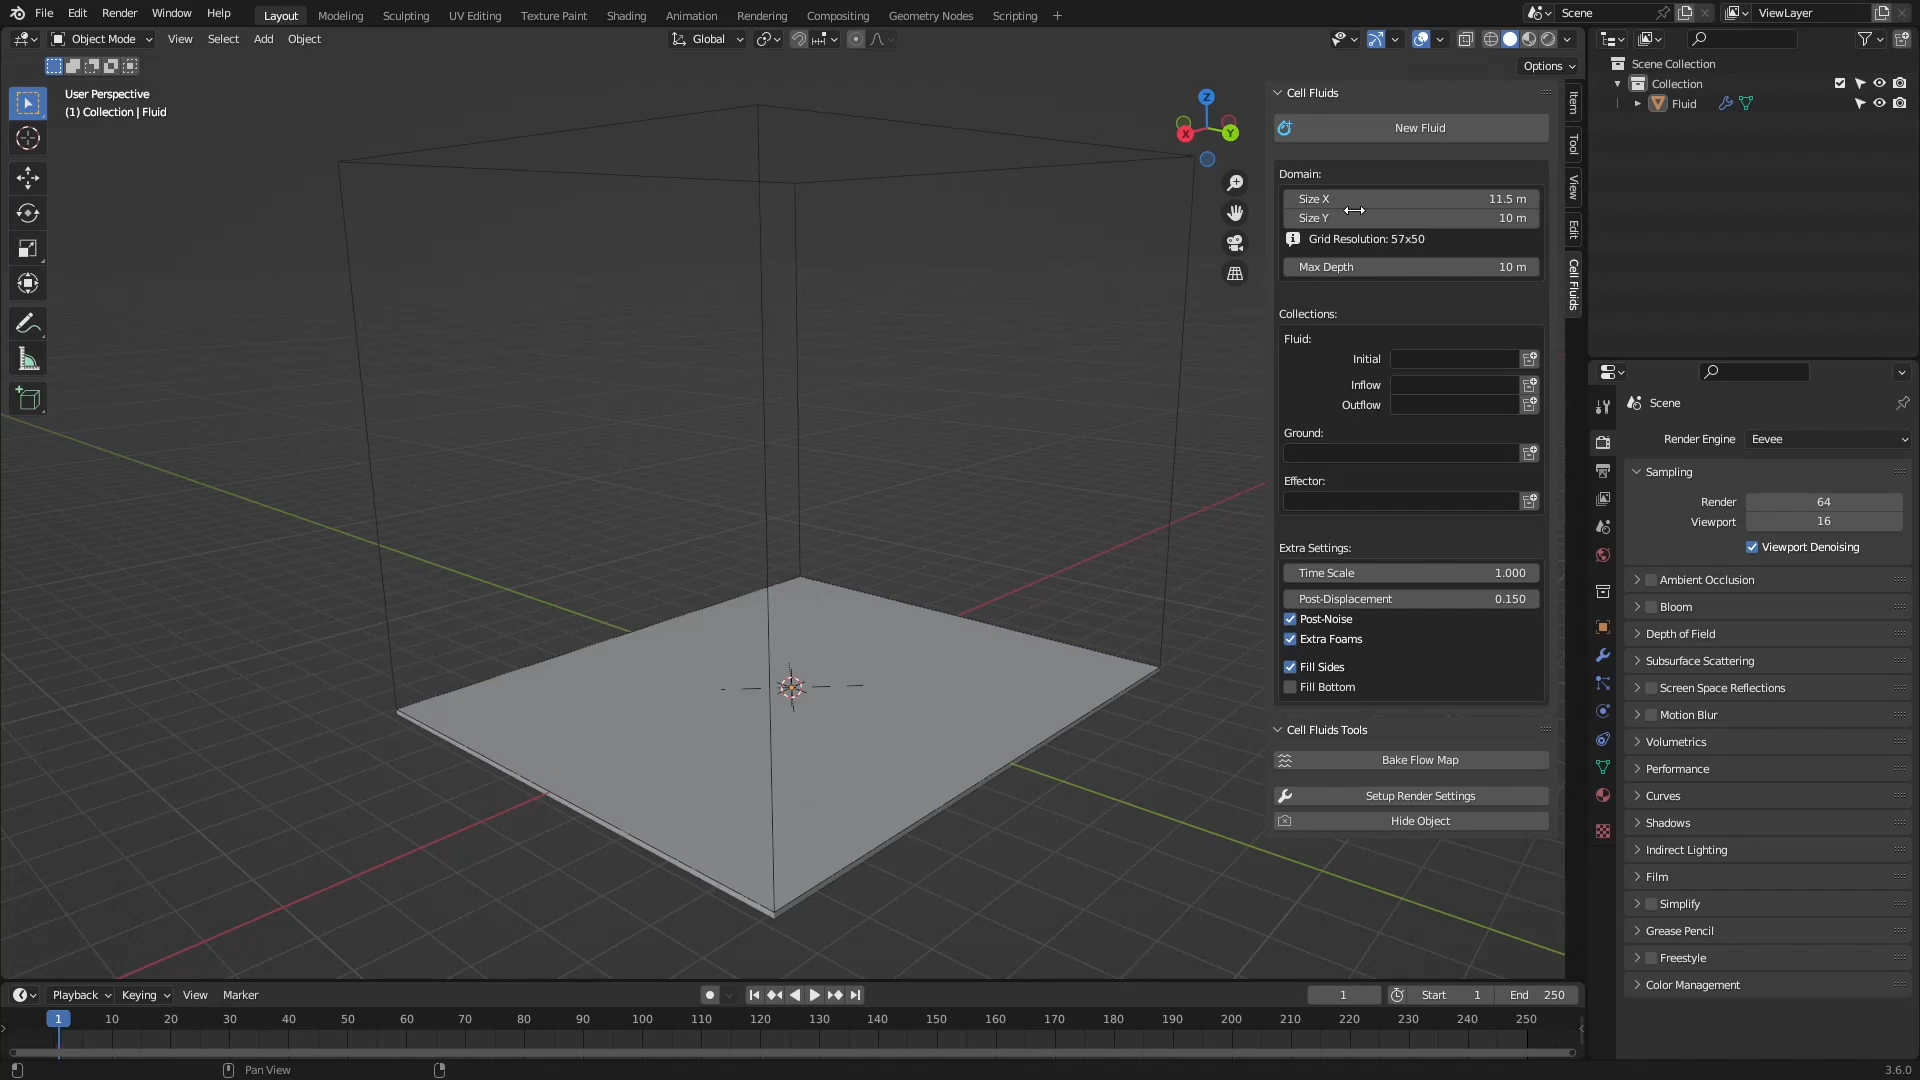 File Edit Render Window Help Layout Modeling Sculpting UV Editing Texture Paint Shading Animation Rendering Compositing Geometry Nodes Scripting + Scene ViewLayer
Object Mode View Select Add Object Global
Options
User Perspective
(1) Collection | Fluid
Z
X
Y
Cell Fluids
New Fluid
Domain:
Size X 11.5 m
Size Y 10 m
Grid Resolution: 57x50
Max Depth 10 m
Collections:
Fluid:
Initial
Inflow
Outflow
Ground:
Effector:
Extra Settings:
Time Scale 1.000
Post-Displacement 0.150
Post-Noise
Extra Foams
Fill Sides
Fill Bottom
Cell Fluids Tools
Bake Flow Map
Setup Render Settings
Hide Object
Item
Tool
View
Edit
Cell Fluids
Scene Collection
Collection
Fluid
Scene
Render Engine Eevee
Sampling
Render 64
Viewport 16
Viewport Denoising
Ambient Occlusion
Bloom
Depth of Field
Subsurface Scattering
Screen Space Reflections
Motion Blur
Volumetrics
Performance
Curves
Shadows
Indirect Lighting
Film
Simplify
Grease Pencil
Freestyle
Color Management
Playback Keying View Marker 1 Start 1 End 250
1 10 20 30 40 50 60 70 80 90 100 110 120 130 140 150 160 170 180 190 200 210 220 230 240 250
Pan View 3.6.0